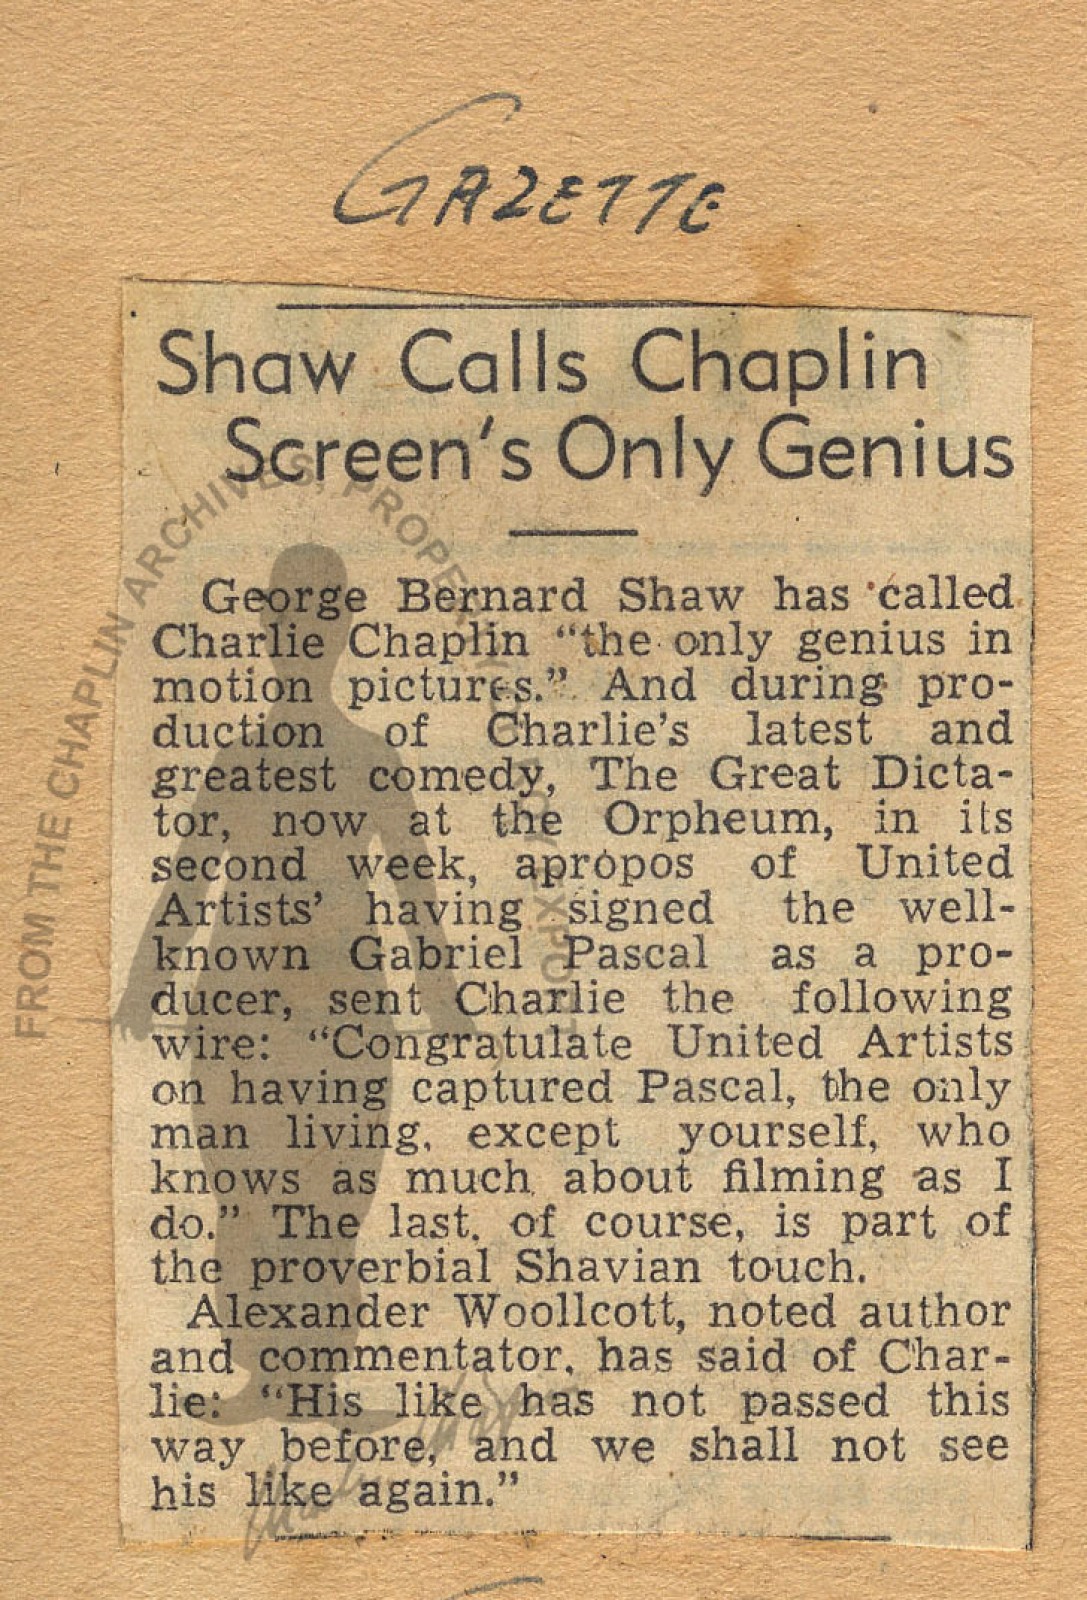 GAZETTE
Shaw Calls Chaplin
Screen's Only Genius
George Bernard Shaw has called
Charlie Chaplin “the only genius in
motion pictures.” And during pro-
duction of Charlie’s latest and
greatest comedy, The Great Dicta-
tor, now at the Orpheum, in its
second week, apropos of United
Artists’ having signed the well-
known Gabriel Pascal as a pro-
ducer, sent Charlie the following
wire: “Congratulate United Artists
on having captured Pascal, the only
man living, except yourself, who
knows as much about filming as I
do.” The last, of course, is part of
the proverbial Shavian touch.
Alexander Woollcott, noted author
and commentator, has said of Char-
lie: “His like has not passed this
way before, and we shall not see
his like again.”
FROM THE CHAPLIN ARCHIVES, PROPERTY